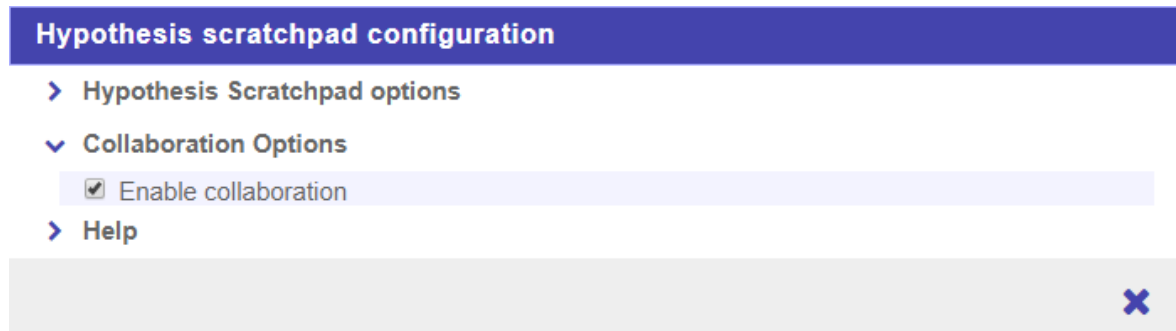 Hypothesis scratchpad configuration
Hypothesis Scratchpad options
Collaboration Options
Enable collaboration
Help